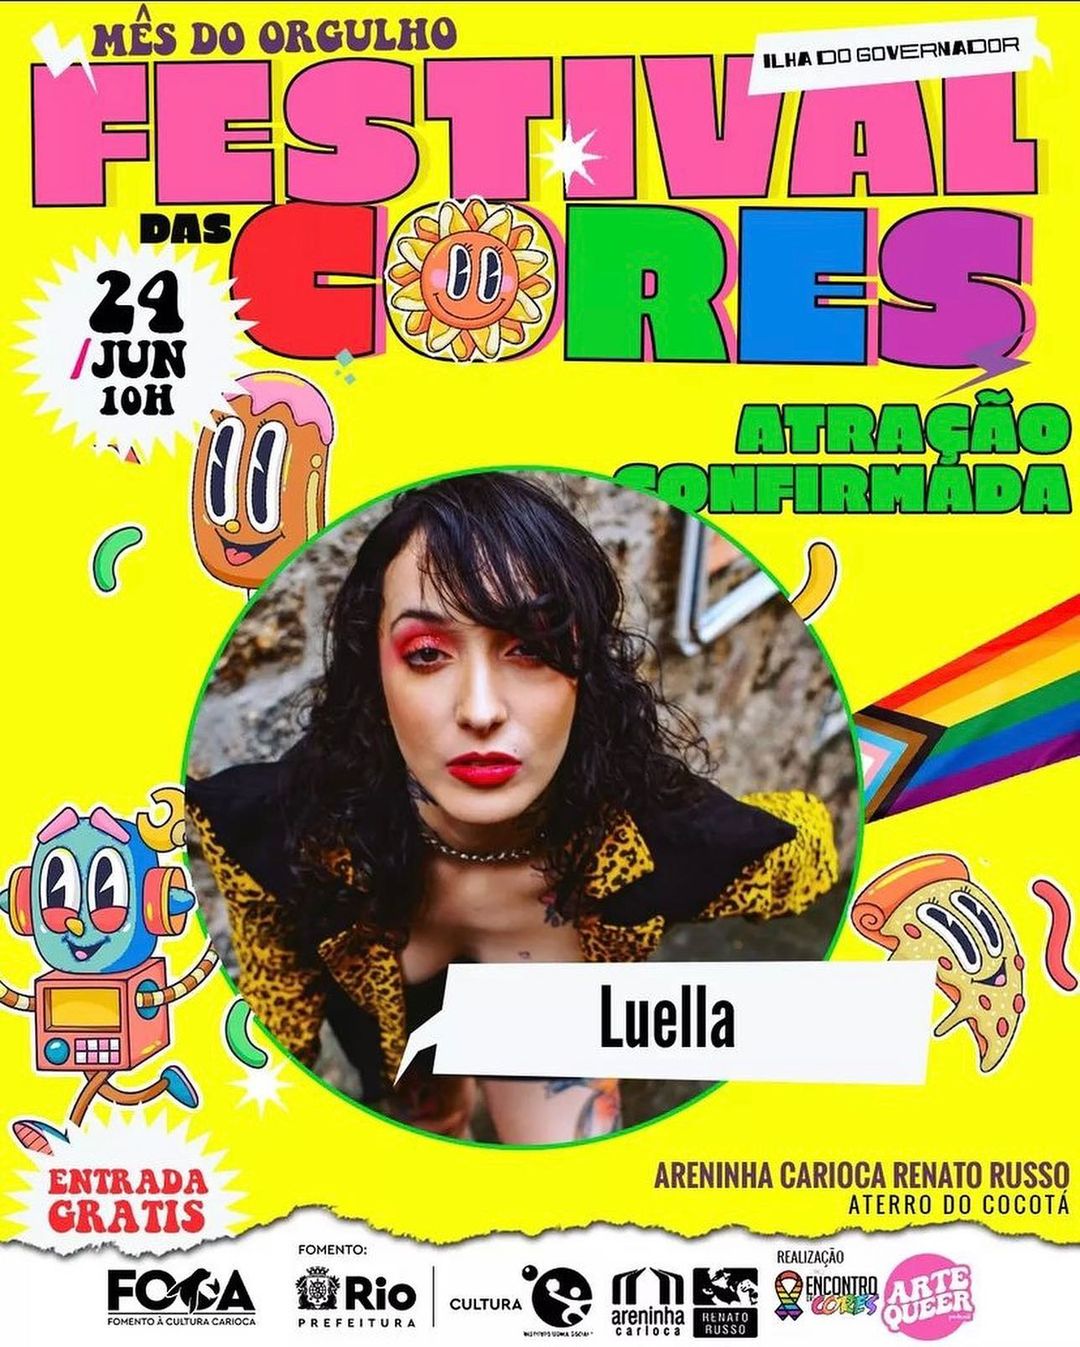 MÊS DO ORGULHO
ILHA DO GOVERNADOR
FESTIVAL
DAS CORES
24
/JUN
10H
ATRAÇÃO
CONFIRMADA
Luella
ENTRADA
GRATIS
ARENINHA CARIOCA RENATO RUSSO
ATERRO DO COCOTÁ
FOMENTO:
FOCA
FOMENTO À CULTURA CARIOCA
Rio
PREFEITURA
CULTURA
areninha
carioca
RENATO
RUSSO
REALIZAÇÃO
ENCONTRO
CORES
ARTE
QUEER